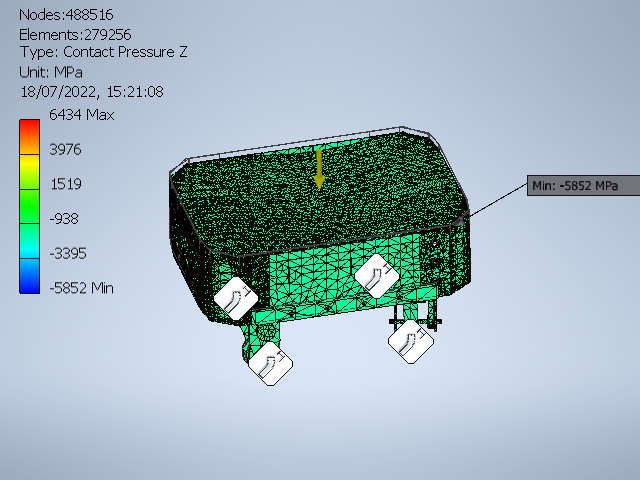 Nodes:488516
Elements:279256
Type: Contact Pressure Z
Unit: MPa
18/07/2022, 15:21:08
6434 Max
3976
1519
-938
-3395
-5852 Min
Min: -5852 MPa